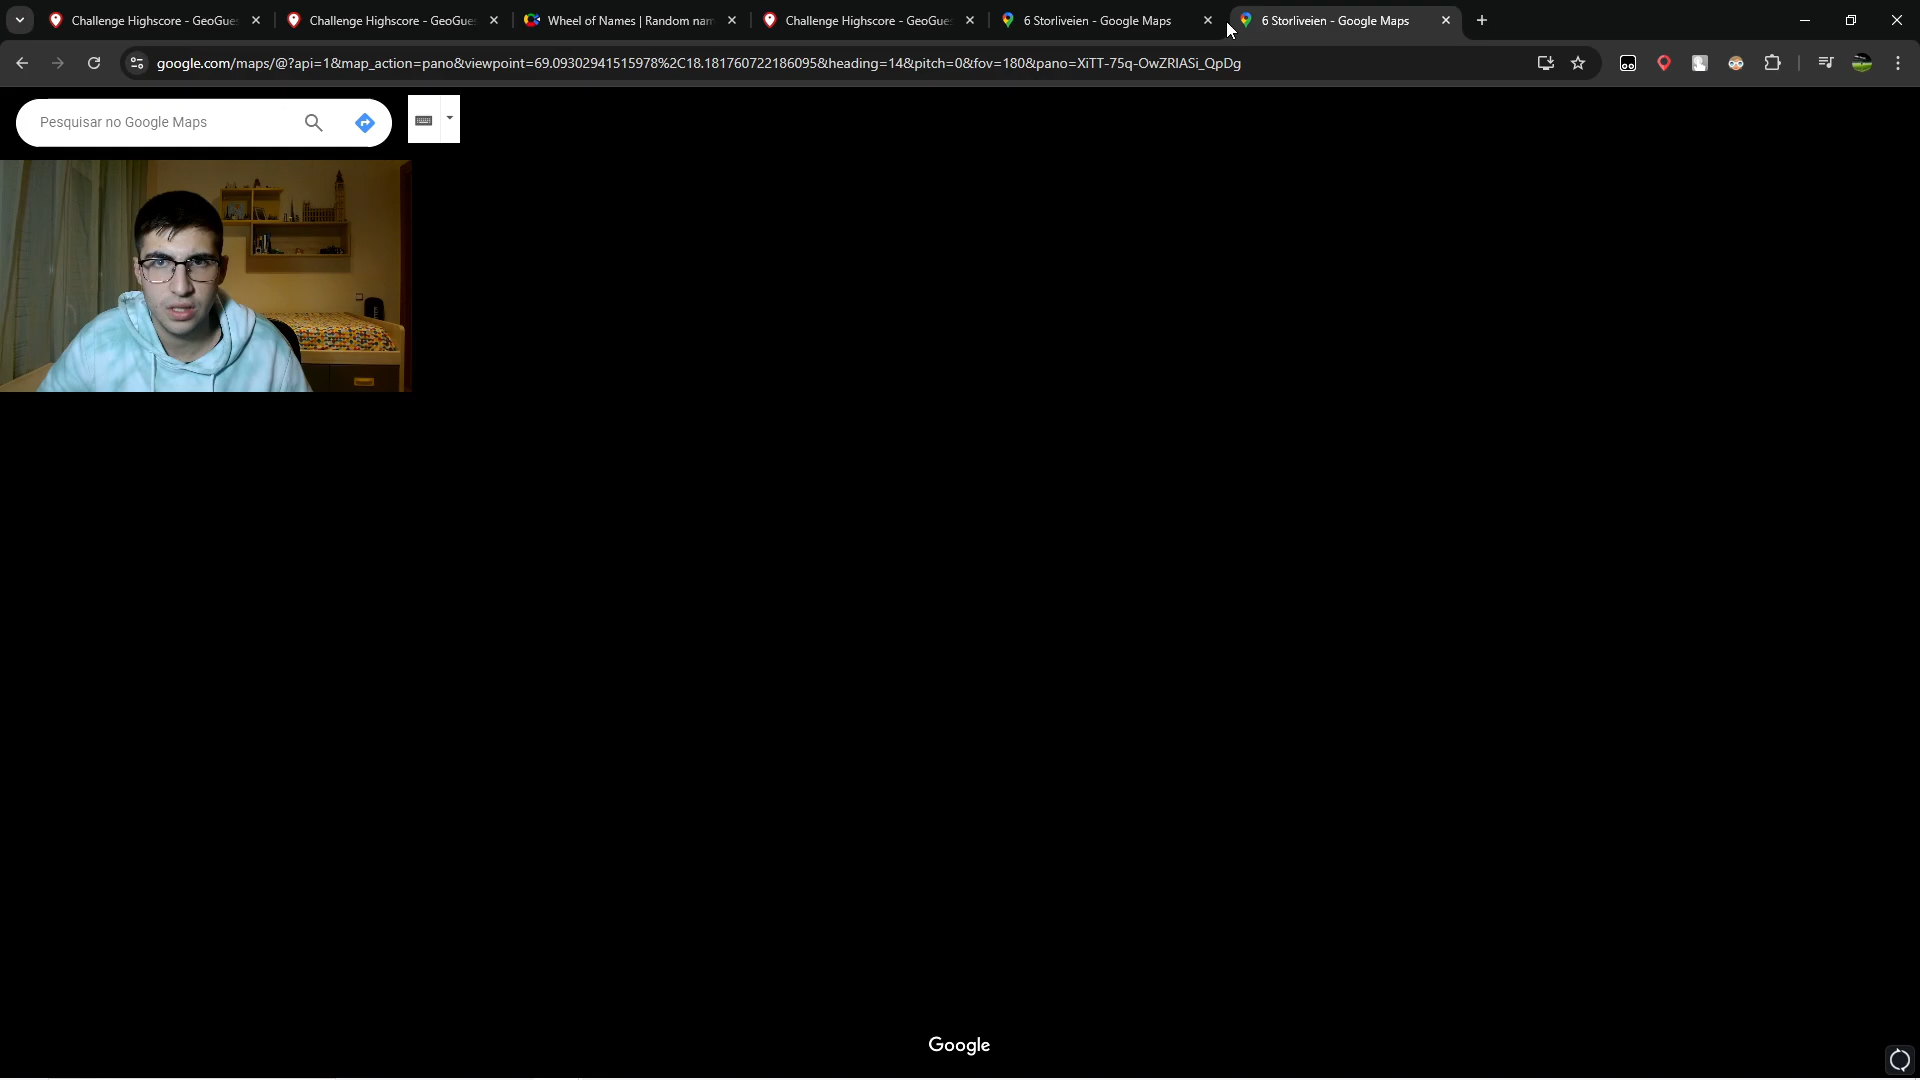 Challenge Highscore - GeoGue
Challenge Highscore - GeoGue
Wheel of Names | Random nam
Challenge Highscore - GeoGue
6 Storliveien - Google Maps
6 Storliveien - Google Maps
google.com/maps/@?api=1&map_action=pano&viewpoint=69.09302941515978%2C18.181760722186095&heading=14&pitch=0&fov=180&pano=XiTT-75q-OwZRIASi_QpDg
Pesquisar no Google Maps
Google